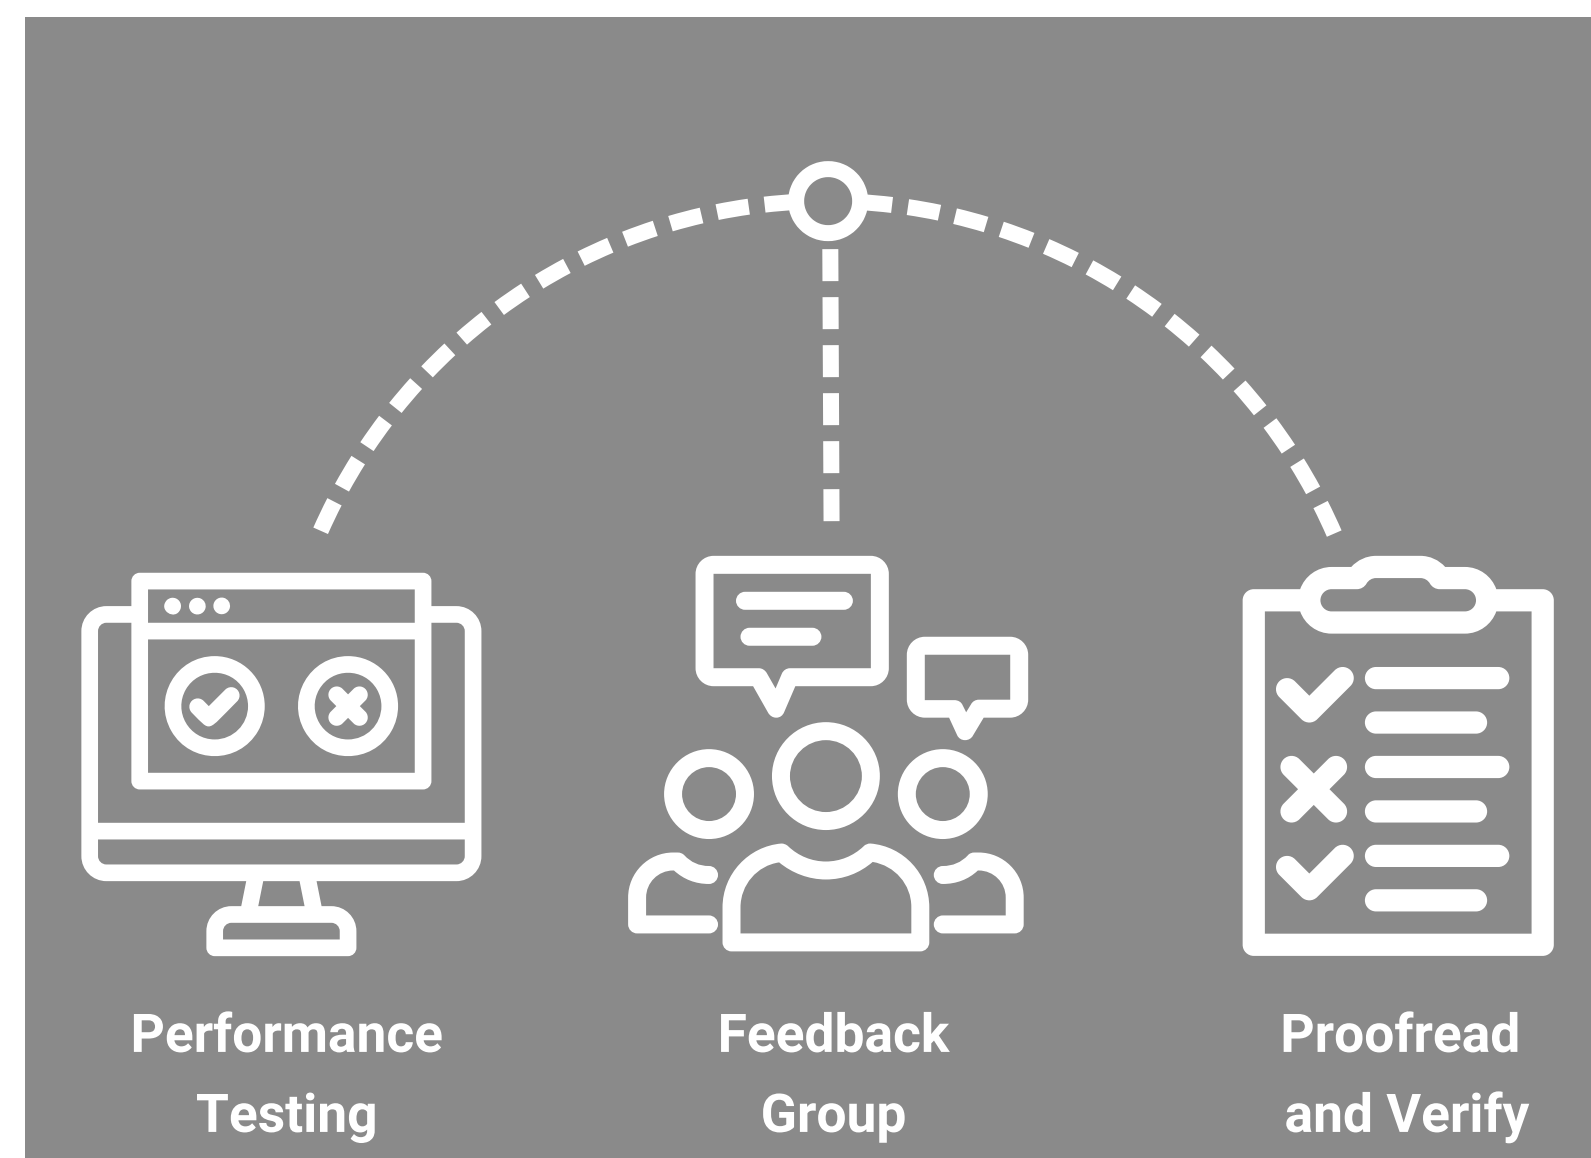 Performance
Testing
Feedback
Group
Proofread
and Verify